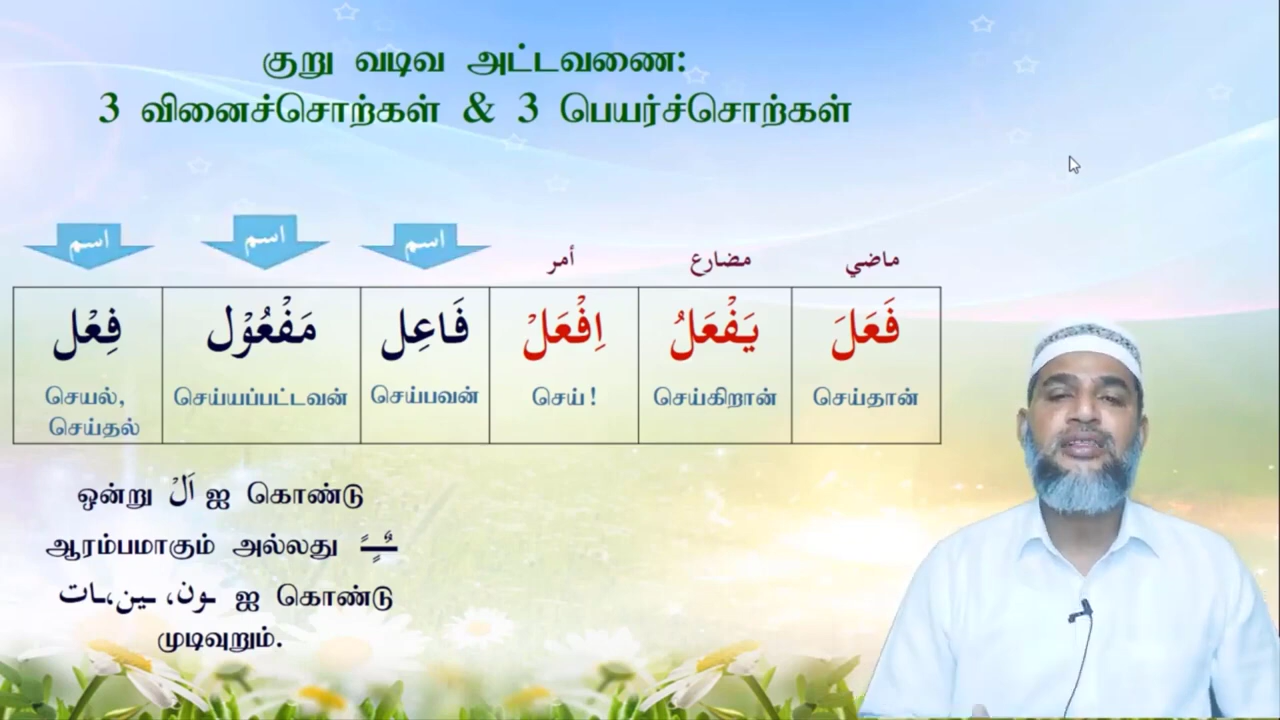 குறு வடிவ அட்டவணை:
3 வினைச்சொற்கள் & 3 பெயர்ச்சொற்கள்
ماضي مضارع أمر اسم اسم اسم
فَعَلَ يَفْعَلُ اِفْعَلْ فَاعِل مَفْعُوْل فِعْل
செயல், செய்யப்பட்டவன் செய்பவன் செய்! செய்கிறான் செய்தான்
செய்தல்
ஒன்று اَلْ ஐ கொண்டு
ஆரம்பமாகும் அல்லது ـًـٍـٌ
ـون، ـين،ـات ஐ கொண்டு
முடிவுறும்.